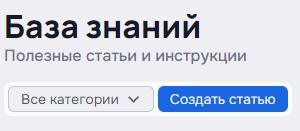 База знаний
Полезные статьи и инструкции
Все категории
Создать статью